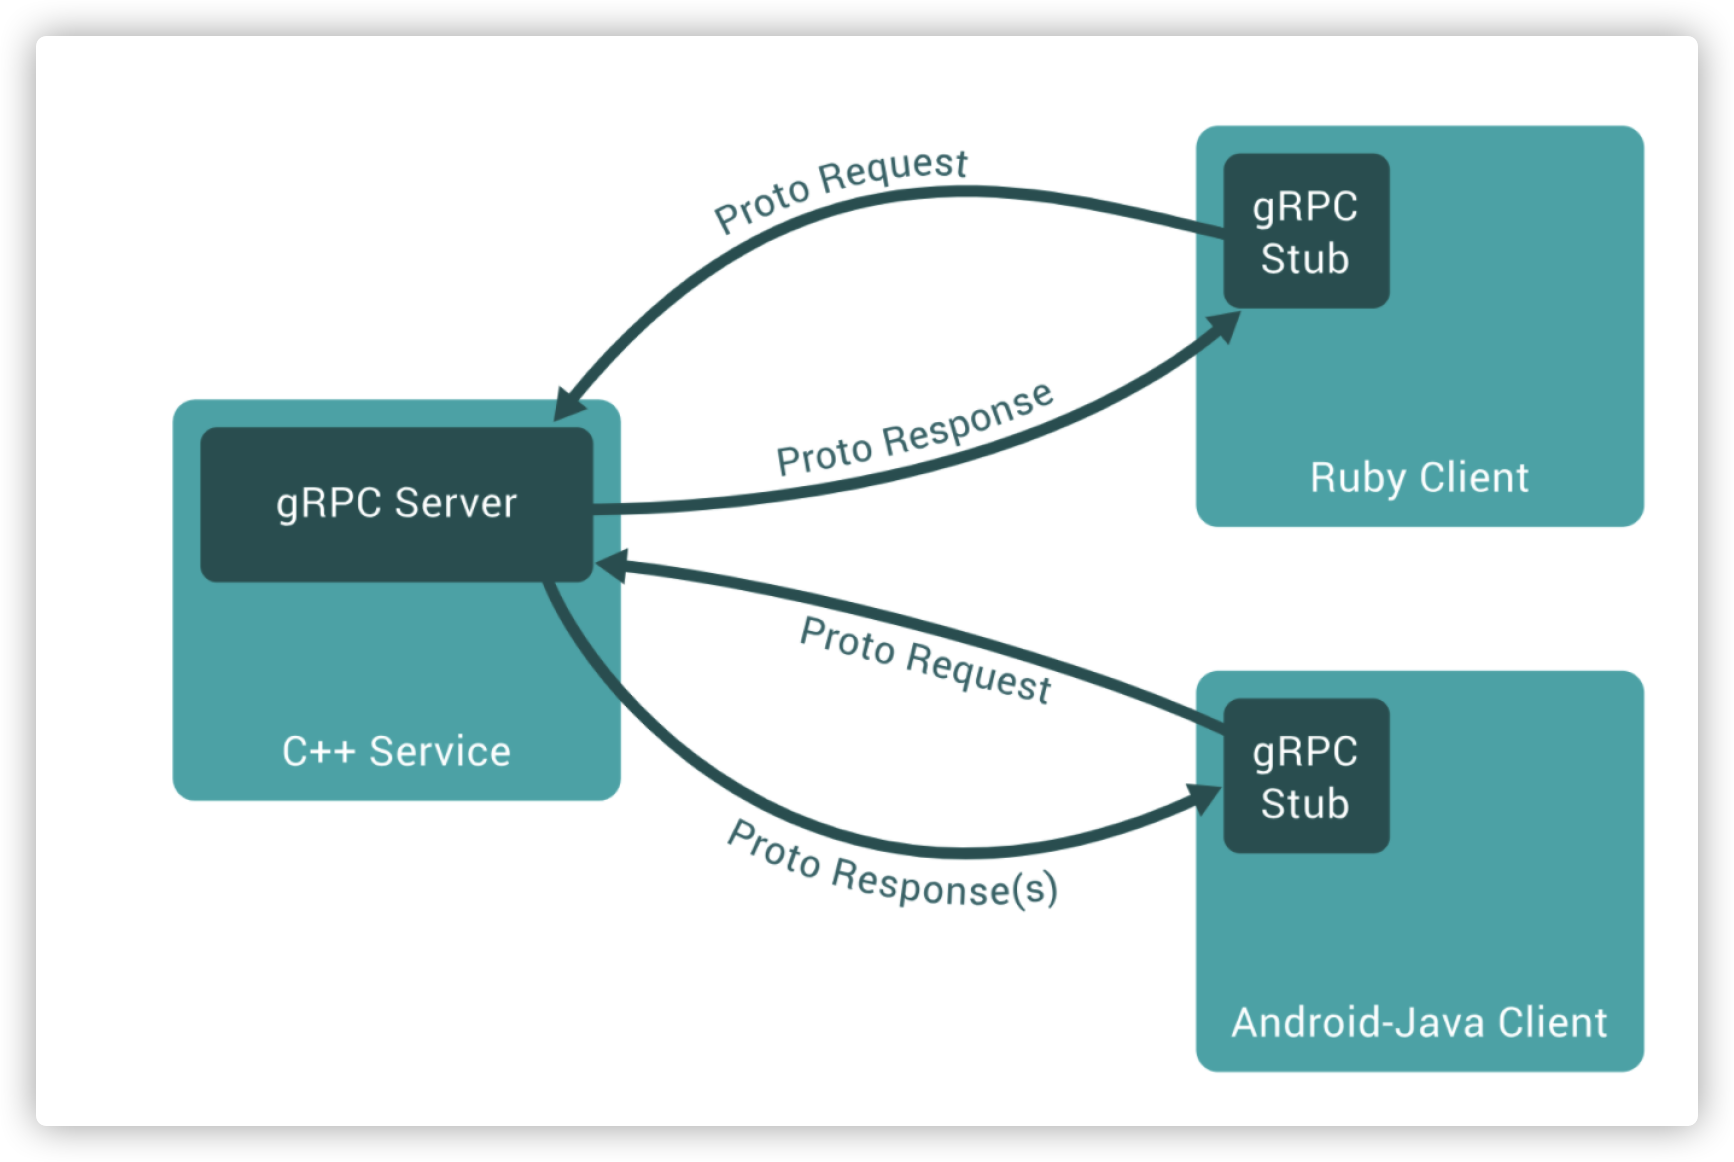 Proto Request
gRPC
Stub
Proto Response
Ruby Client
gRPC Server
C++ Service
Proto Request
gRPC
Stub
Proto Response(s)
Android-Java Client